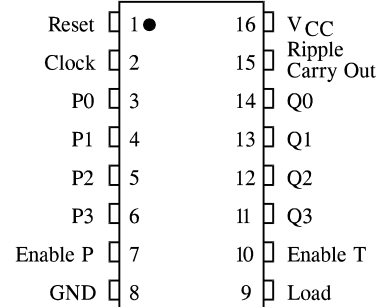 Reset 1 16 VCC
Clock 2 15 Ripple
Carry Out
P0 3 14 Q0
P1 4 13 Q1
P2 5 12 Q2
P3 6 11 Q3
Enable P 7 10 Enable T
GND 8 9 Load